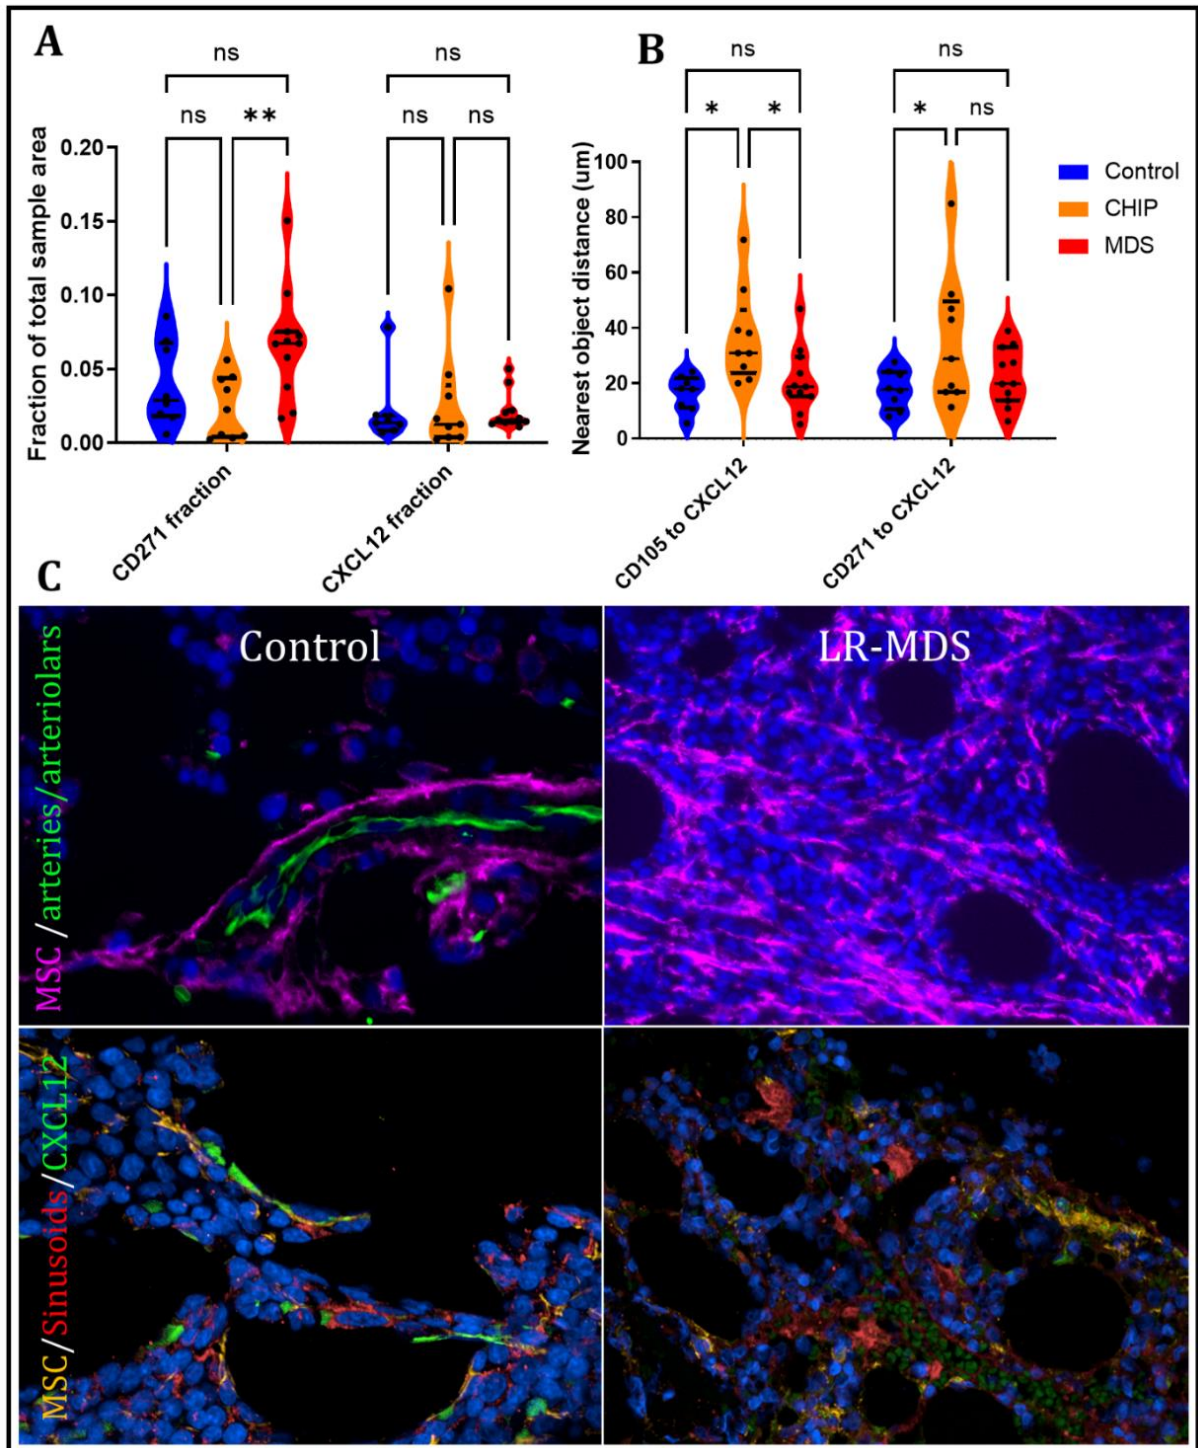 A
ns
ns
ns
**
ns
ns
ns
Fraction of total sample area
0.20
0.15
0.10
0.05
0.00
CD271 fraction
CXCL12 fraction
B
ns
*
*
ns
*
ns
Nearest object distance (um)
100
80
60
40
20
0
CD105 to CXCL12
CD271 to CXCL12
Control
CHIP
MDS
C
MSC /arteries/arteriolars
Control
LR-MDS
MSC/Sinusoids/CXCL12